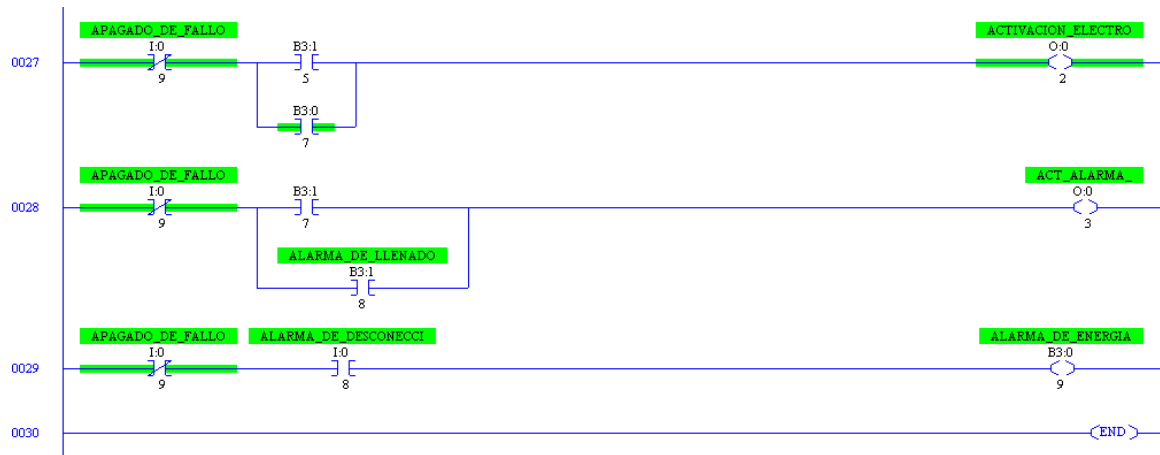 APAGADO_DE_FALLO ACTIVACION_ELECTRO
I:0 B3:1 O:0
0027
9 5 2
B3:0
7
APAGADO_DE_FALLO ACT_ALARMA_
I:0 B3:1 O:0
0028
9 7 3
ALARMA_DE_LLENADO
B3:1
8
APAGADO_DE_FALLO ALARMA_DE_DESCONECCI ALARMA_DE_ENERGIA
I:0 I:0 B3:0
0029
9 8 9
0030 END